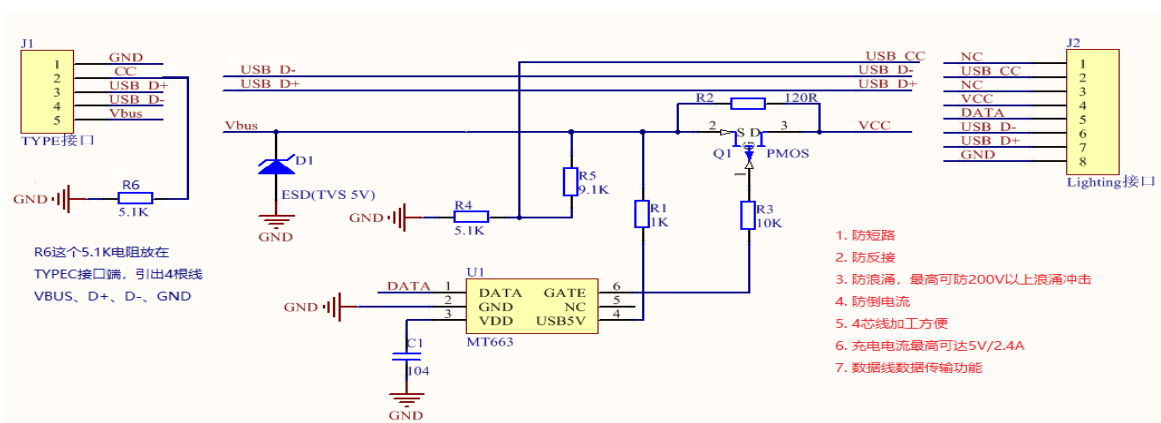 J1
1 GND
2 CC
3 USB D+
4 USB D-
5 Vbus
TYPE接口
GND
R6
5.1K
R6这个5.1K电阻放在
TYPEC接口端，引出4根线
VBUS、D+、D-、GND
USB D-
USB D+
Vbus
D1
ESD(TVS 5V)
GND
GND
R4
5.1K
R5
9.1K
R1
1K
USB CC
USB D-
USB D+
R2
120R
2
S D
G
3
1
Q1
PMOS
VCC
R3
10K
U1
DATA 1 DATA
GND 2 GND
3 VDD
GATE 6
NC 5
USB5V 4
MT663
C1
104
GND
J2
NC 1
USB CC 2
NC 3
VCC 4
DATA 5
USB D- 6
USB D+ 7
GND 8
Lighting接口
1. 防短路
2. 防反接
3. 防浪涌，最高可防200V以上浪涌冲击
4. 防倒电流
5. 4芯线加工方便
6. 充电电流最高可达5V/2.4A
7. 数据线数据传输功能